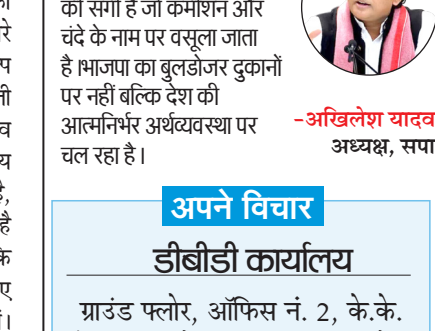 का सगा है जो कमीशन और
चंदे के नाम पर वसूला जाता
है।भाजपा का बुलडोजर दुकानों
पर नहीं बल्कि देश की
आत्मनिर्भर अर्थव्यवस्था पर
चल रहा है।
-अखिलेश यादव
अध्यक्ष, सपा
अपने विचार
डीबीडी कार्यालय
ग्राउंड फ्लोर, ऑफिस नं. 2, के.के.